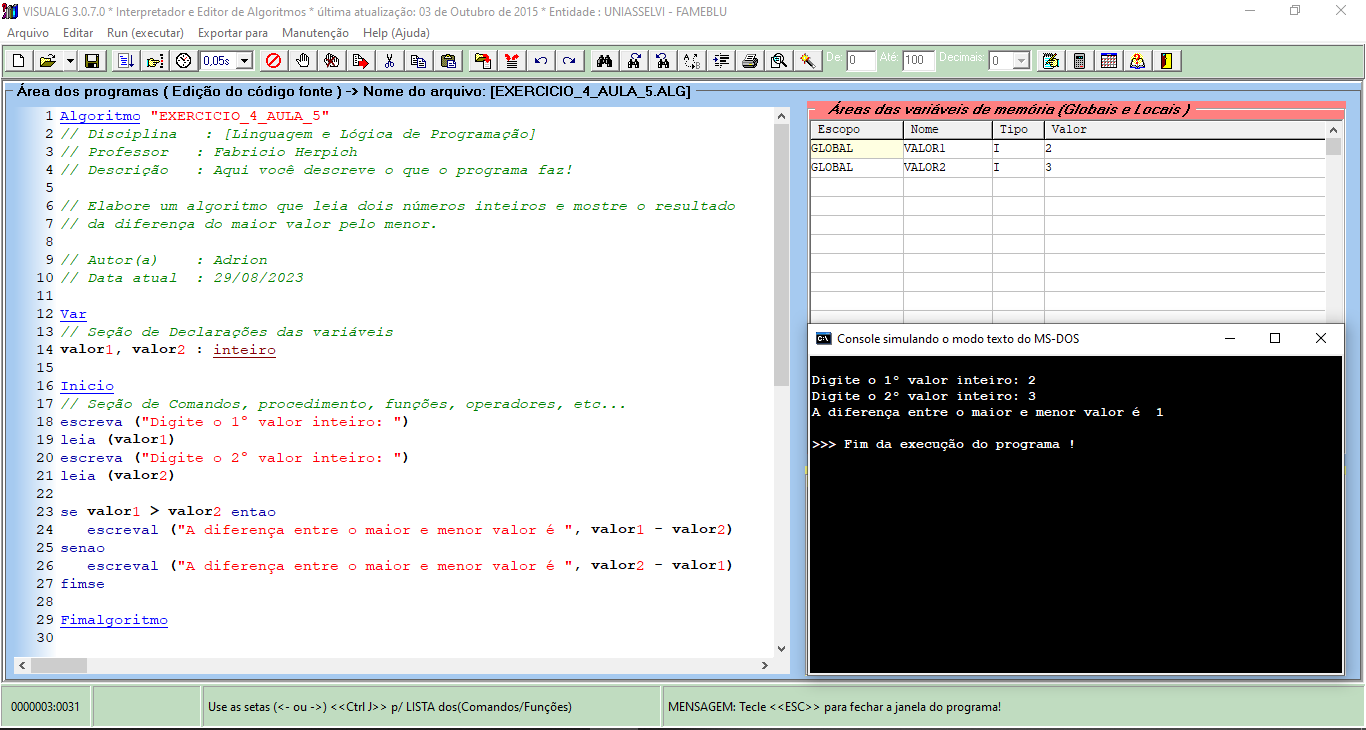 VISUALG 3.0.7.0 * Interpretador e Editor de Algoritmos * última atualização: 03 de Outubro de 2015 * Entidade : UNIASSELVI - FAMEBLU
Arquivo Editar Run (executar) Exportar para Manutenção Help (Ajuda)
0,05s De: 0 Até: 100 Decimais: 0
Área dos programas ( Edição do código fonte ) -> Nome do arquivo: [EXERCICIO_4_AULA_5.ALG]
1 Algoritmo "EXERCICIO_4_AULA_5"
2 // Disciplina : [Linguagem e Lógica de Programação]
3 // Professor : Fabricio Herpich
4 // Descrição : Aqui você descreve o que o programa faz!
5
6 // Elabore um algoritmo que leia dois números inteiros e mostre o resultado
7 // da diferença do maior valor pelo menor.
8
9 // Autor(a) : Adrion
10 // Data atual : 29/08/2023
11
12 Var
13 // Seção de Declarações das variáveis
14 valor1, valor2 : inteiro
15
16 Inicio
17 // Seção de Comandos, procedimento, funções, operadores, etc...
18 escreva ("Digite o 1º valor inteiro: ")
19 leia (valor1)
20 escreva ("Digite o 2º valor inteiro: ")
21 leia (valor2)
22
23 se valor1 > valor2 entao
24 escreval ("A diferença entre o maior e menor valor é ", valor1 - valor2)
25 senao
26 escreval ("A diferença entre o maior e menor valor é ", valor2 - valor1)
27 fimse
28
29 Fimalgoritmo
30
Áreas das variáveis de memória (Globais e Locais )
Escopo Nome Tipo Valor
GLOBAL VALOR1 I 2
GLOBAL VALOR2 I 3
Console simulando o modo texto do MS-DOS
Digite o 1º valor inteiro: 2
Digite o 2º valor inteiro: 3
A diferença entre o maior e menor valor é 1
>>> Fim da execução do programa !
0000003:0031
Use as setas (<- ou ->) <<Ctrl J>> p/ LISTA dos(Comandos/Funções)
MENSAGEM: Tecle <<ESC>> para fechar a janela do programa!